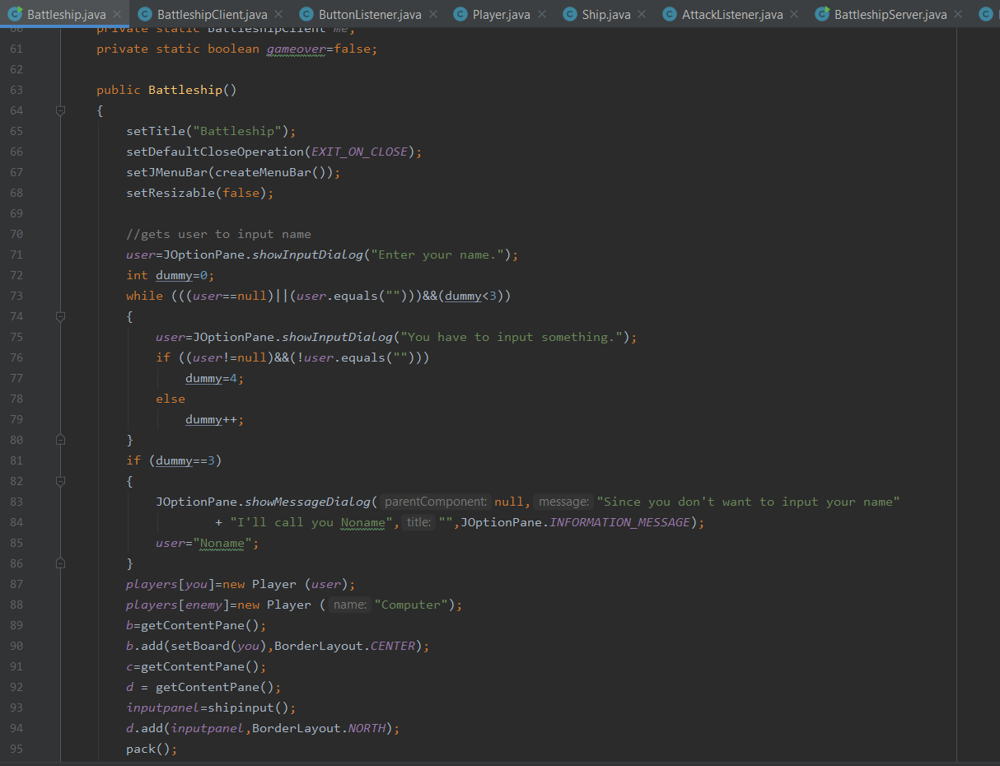 Battleship.java BattleshipClient.java ButtonListener.java Player.java Ship.java AttackListener.java BattleshipServer.java
60 private static BattleshipClient me;
61 private static boolean gameover=false;
62
63 public Battleship()
64 {
65 setTitle("Battleship");
66 setDefaultCloseOperation(EXIT_ON_CLOSE);
67 setJMenuBar(createMenuBar());
68 setResizable(false);
69
70 //gets user to input name
71 user=JOptionPane.showInputDialog("Enter your name.");
72 int dummy=0;
73 while (((user==null)||(user.equals("")))&&(dummy<3))
74 {
75 user=JOptionPane.showInputDialog("You have to input something.");
76 if ((user!=null)&&(!user.equals("")))
77 dummy=4;
78 else
79 dummy++;
80 }
81 if (dummy==3)
82 {
83 JOptionPane.showMessageDialog( parentComponent: null, message: "Since you don't want to input your name"
84 + "I'll call you Noname", title: "",JOptionPane.INFORMATION_MESSAGE);
85 user="Noname";
86 }
87 players[you]=new Player (user);
88 players[enemy]=new Player ( name: "Computer");
89 b=getContentPane();
90 b.add(setBoard(you),BorderLayout.CENTER);
91 c=getContentPane();
92 d = getContentPane();
93 inputpanel=shipinput();
94 d.add(inputpanel,BorderLayout.NORTH);
95 pack();